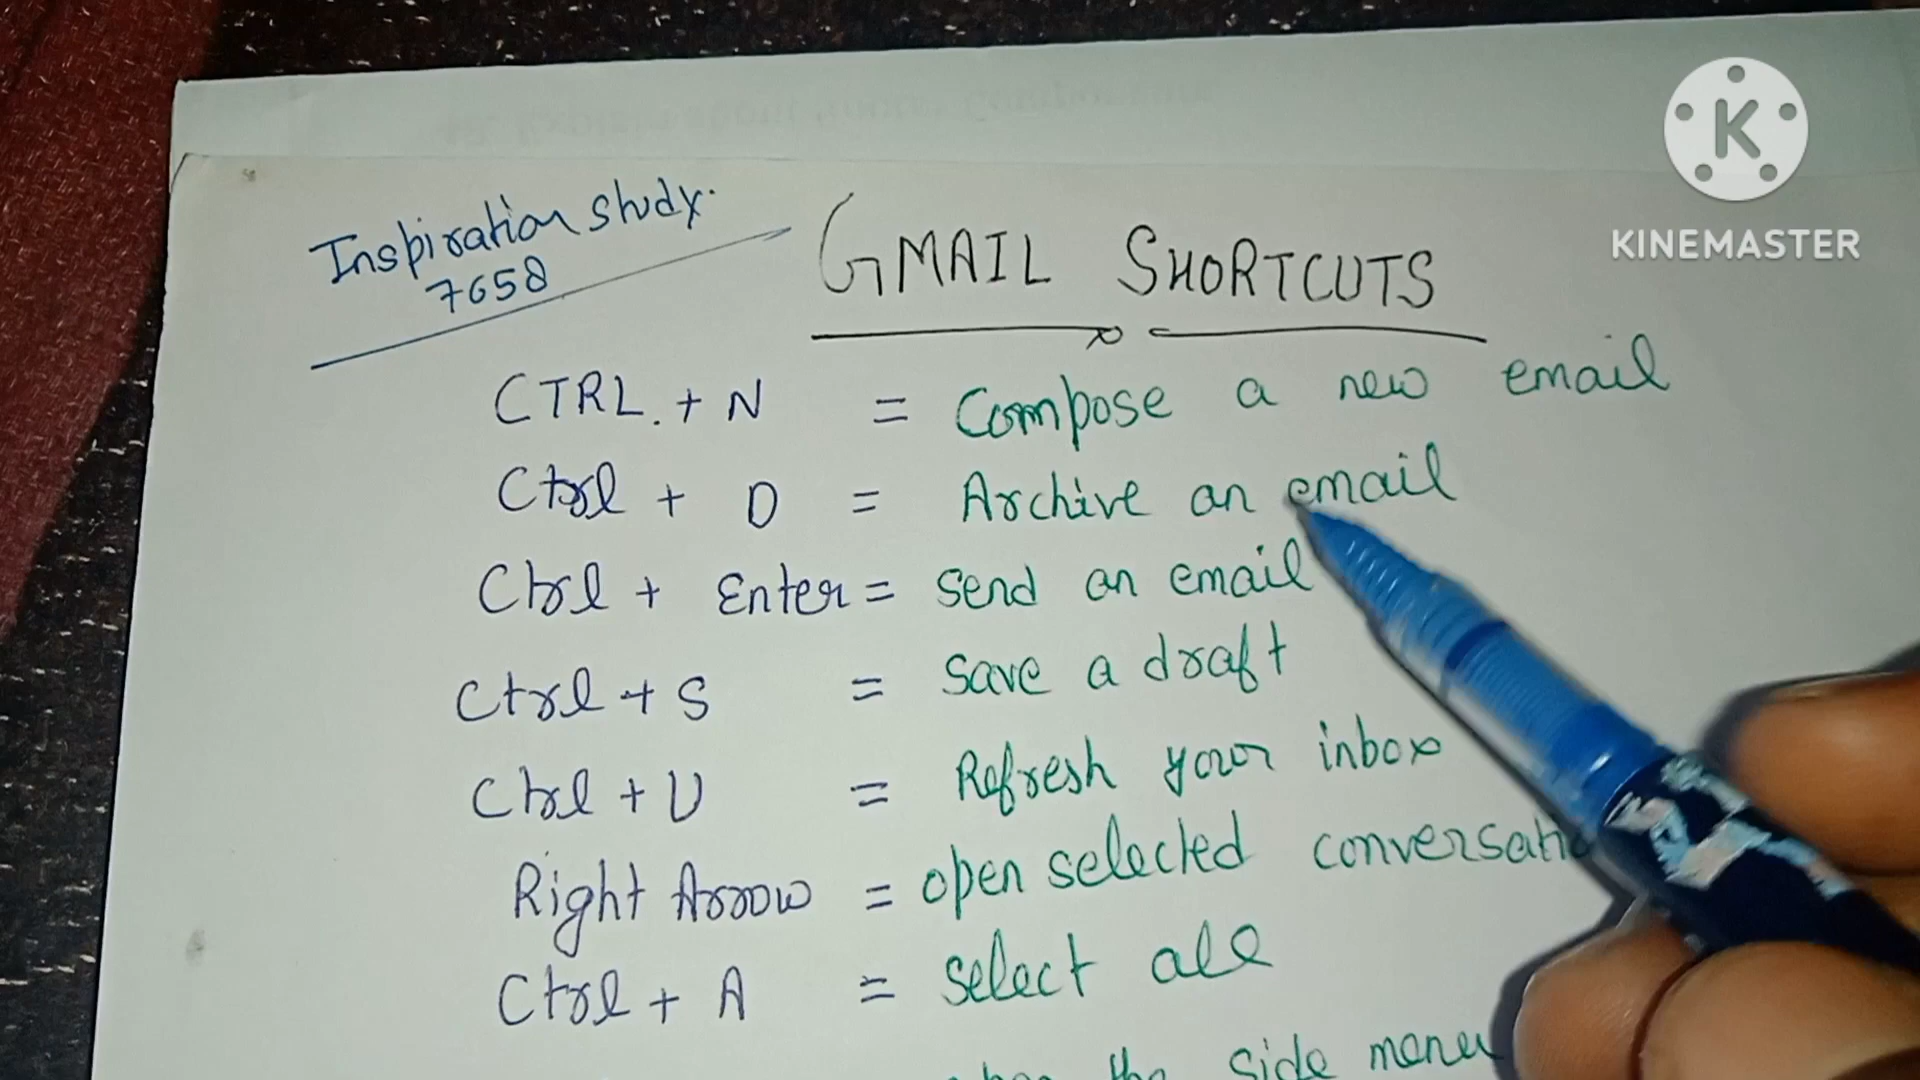 Inspiration study.
7658
GMAIL SHORTCUTS
CTRL. + N = Compose a new email
Ctrl + D = Archive an email
Ctrl + Enter = Send an email
Ctrl + S = Save a draft
Ctrl + U = Refresh your inbox
Right Arrow = open selected
Ctrl + A = Select all
the side menu
K
KINEMASTER